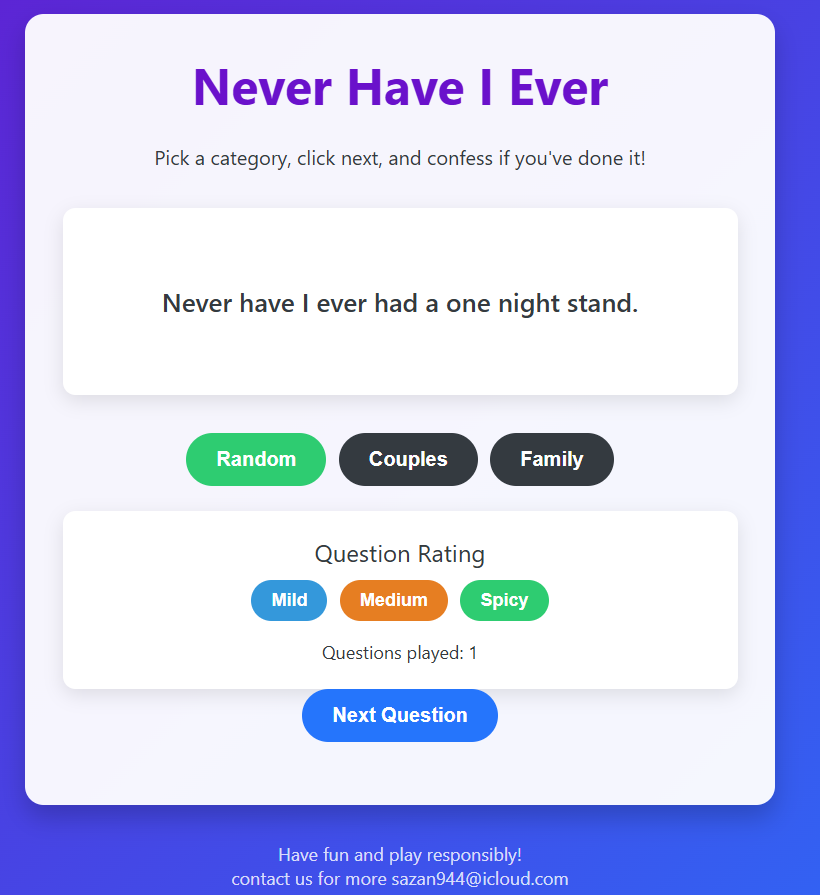 Never Have I Ever
Pick a category, click next, and confess if you've done it!
Never have I ever had a one night stand.
Random Couples Family
Question Rating
Mild Medium Spicy
Questions played: 1
Next Question
Have fun and play responsibly!
contact us for more sazan944@icloud.com